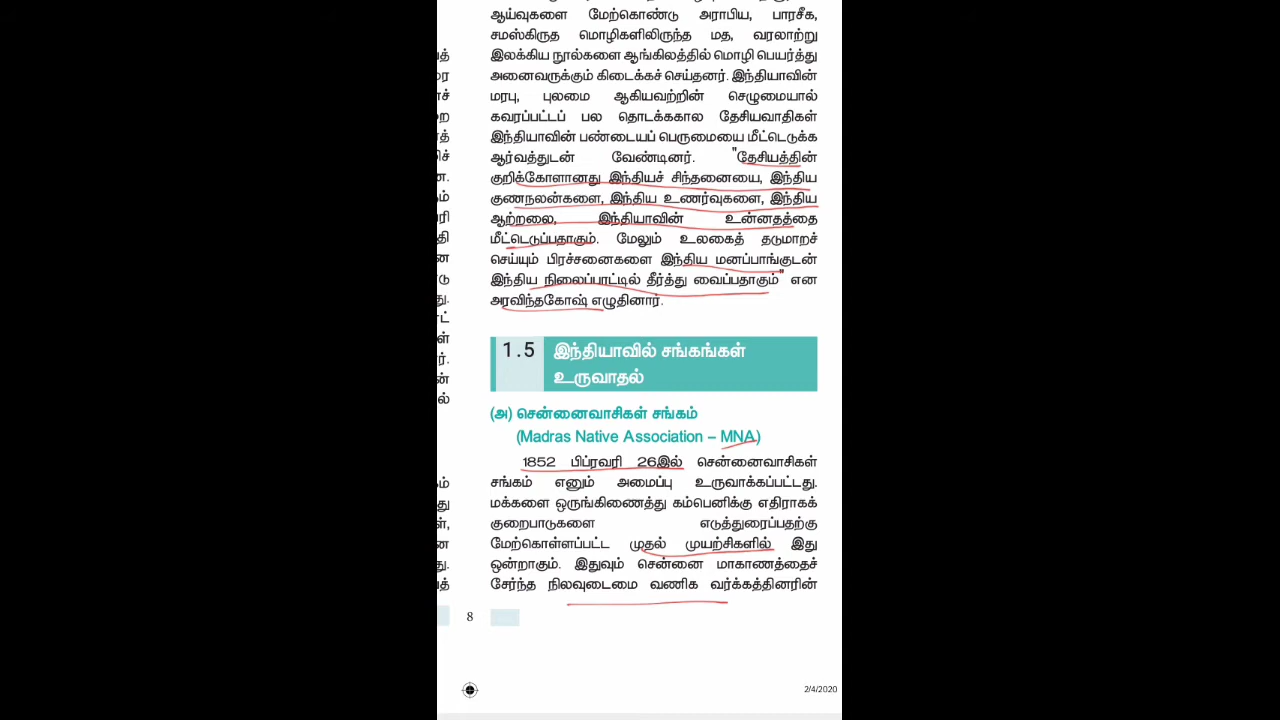 ஆய்வுகளை மேற்கொண்டு அராபிய, பாரசீக,
சமஸ்கிருத மொழிகளிலிருந்த மத, வரலாற்று
இலக்கிய நூல்களை ஆங்கிலத்தில் மொழி பெயர்த்து
அனைவருக்கும் கிடைக்கச் செய்தனர். இந்தியாவின்
மரபு, புலமை ஆகியவற்றின் செழுமையால்
கவரப்பட்டப் பல தொடக்ககால தேசியவாதிகள்
இந்தியாவின் பண்டையப் பெருமையை மீட்டெடுக்க
ஆர்வத்துடன் வேண்டினர். "தேசியத்தின்
குறிக்கோளானது இந்தியச் சிந்தனையை, இந்திய
குணநலன்களை, இந்திய உணர்வுகளை, இந்திய
ஆற்றலை, இந்தியாவின் உன்னதத்தை
மீட்டெடுப்பதாகும். மேலும் உலகைத் தடுமாறச்
செய்யும் பிரச்சனைகளை இந்திய மனப்பாங்குடன்
இந்திய நிலைப்பாட்டில் தீர்த்து வைப்பதாகும்" என
அரவிந்தகோஷ் எழுதினார்.
1.5 இந்தியாவில் சங்கங்கள்
உருவாதல்
(அ) சென்னைவாசிகள் சங்கம்
(Madras Native Association – MNA)
1852 பிப்ரவரி 26இல் சென்னைவாசிகள்
சங்கம் எனும் அமைப்பு உருவாக்கப்பட்டது.
மக்களை ஒருங்கிணைத்து கம்பெனிக்கு எதிராகக்
குறைபாடுகளை எடுத்துரைப்பதற்கு
மேற்கொள்ளப்பட்ட முதல் முயற்சிகளில் இது
ஒன்றாகும். இதுவும் சென்னை மாகாணத்தைச்
சேர்ந்த நிலவுடைமை வணிக வர்க்கத்தினரின்
8
2/4/2020